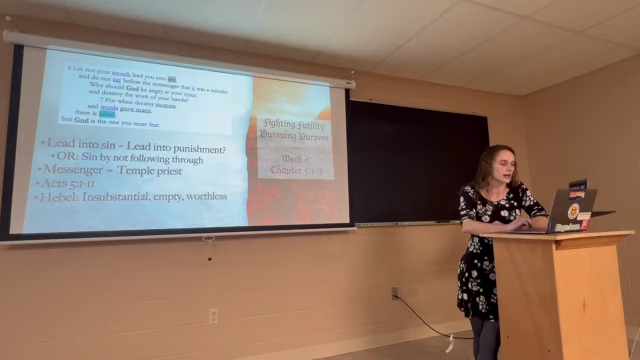 6 Let not your mouth lead you into sin,
and do not say before the messenger that it was a mistake.
Why should God be angry at your voice
and destroy the work of your hands?
7 For when dreams increase
and words grow many,
there is
but God is the one you must fear.
• Lead into sin = Lead into punishment?
• OR: Sin by not following through
• Messenger = Temple priest
• Acts 5:1-11
• Hebel: Insubstantial, empty, worthless
Fighting Futility
Pursuing Purpose
Week 6:
Chapter 5:1-7